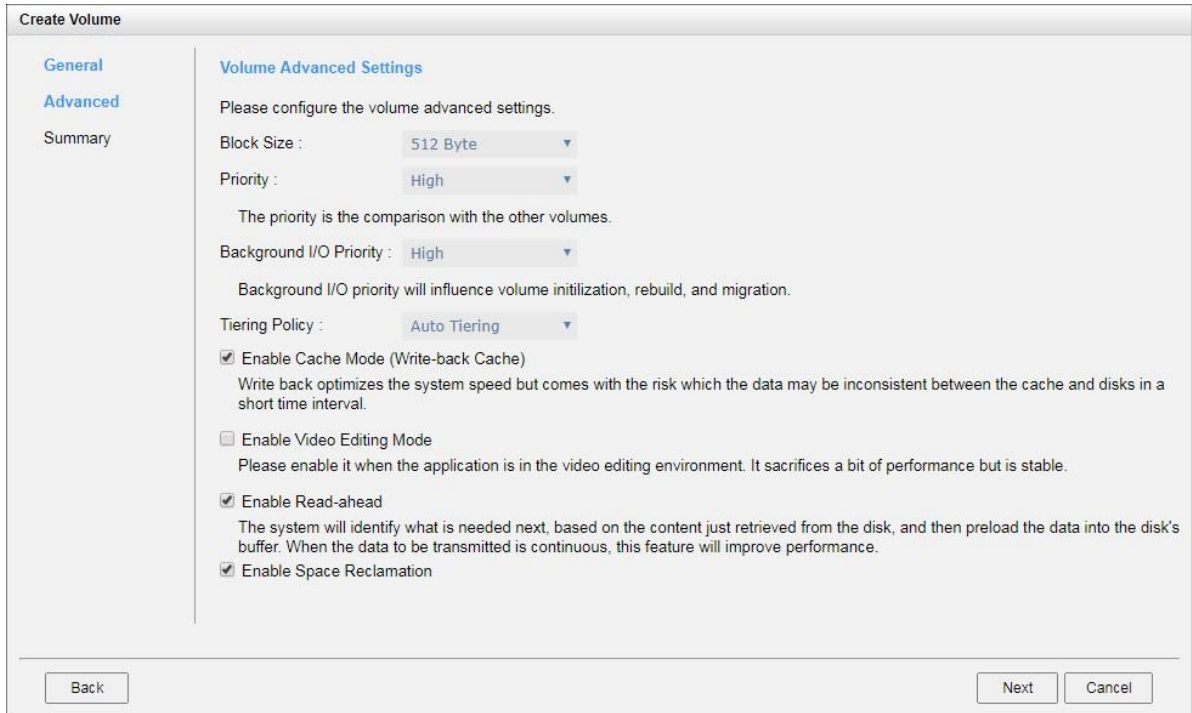 Create Volume
General
Advanced
Summary
Volume Advanced Settings
Please configure the volume advanced settings.
Block Size : 512 Byte
Priority : High
The priority is the comparison with the other volumes.
Background I/O Priority : High
Background I/O priority will influence volume initilization, rebuild, and migration.
Tiering Policy : Auto Tiering
Enable Cache Mode (Write-back Cache)
Write back optimizes the system speed but comes with the risk which the data may be inconsistent between the cache and disks in a
short time interval.
Enable Video Editing Mode
Please enable it when the application is in the video editing environment. It sacrifices a bit of performance but is stable.
Enable Read-ahead
The system will identify what is needed next, based on the content just retrieved from the disk, and then preload the data into the disk's
buffer. When the data to be transmitted is continuous, this feature will improve performance.
Enable Space Reclamation
Back Next Cancel